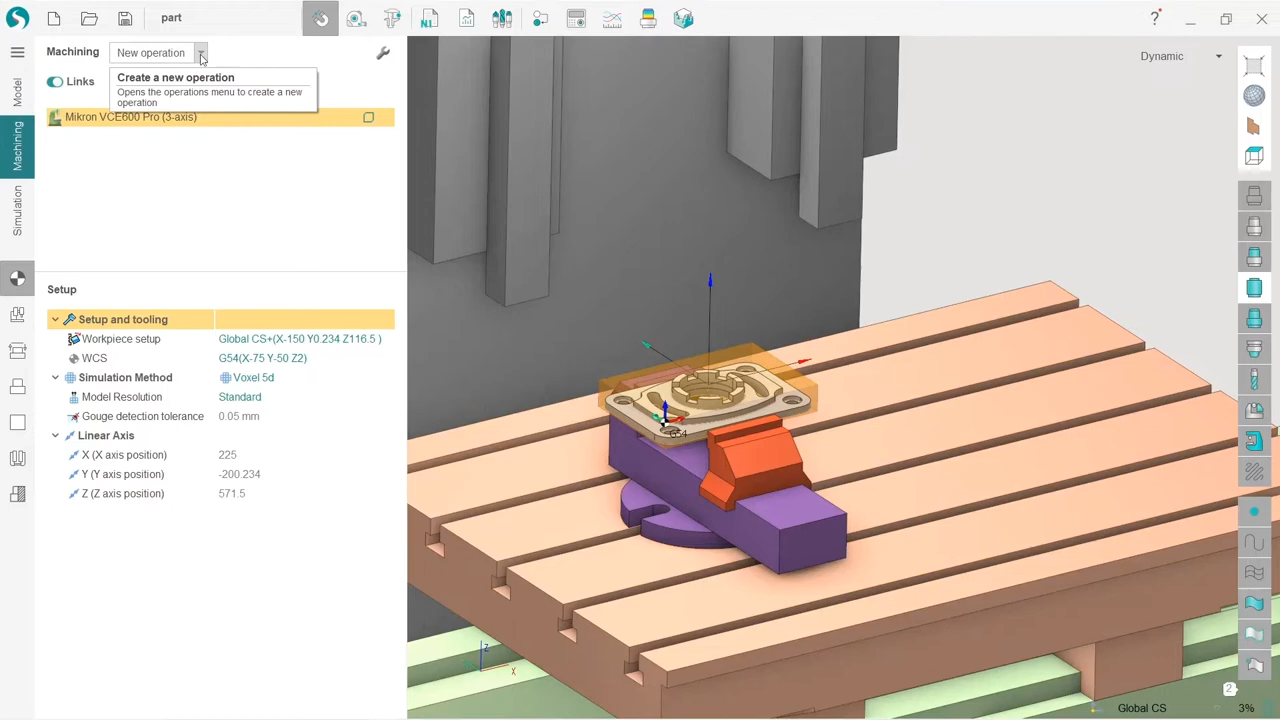 part
Machining
New operation
Dynamic
Create a new operation
Opens the operations menu to create a new
operation
Links
Mikron VCE600 Pro (3-axis)
Model
Machining
Simulation
Setup
Setup and tooling
Workpiece setup
Global CS+(X-150 Y0.234 Z116.5 )
WCS
G54(X-75 Y-50 Z2)
Simulation Method
Voxel 5d
Model Resolution
Standard
Gouge detection tolerance
0.05 mm
Linear Axis
X (X axis position)
225
Y (Y axis position)
-200.234
Z (Z axis position)
571.5
Z
X
2
Global CS
3%